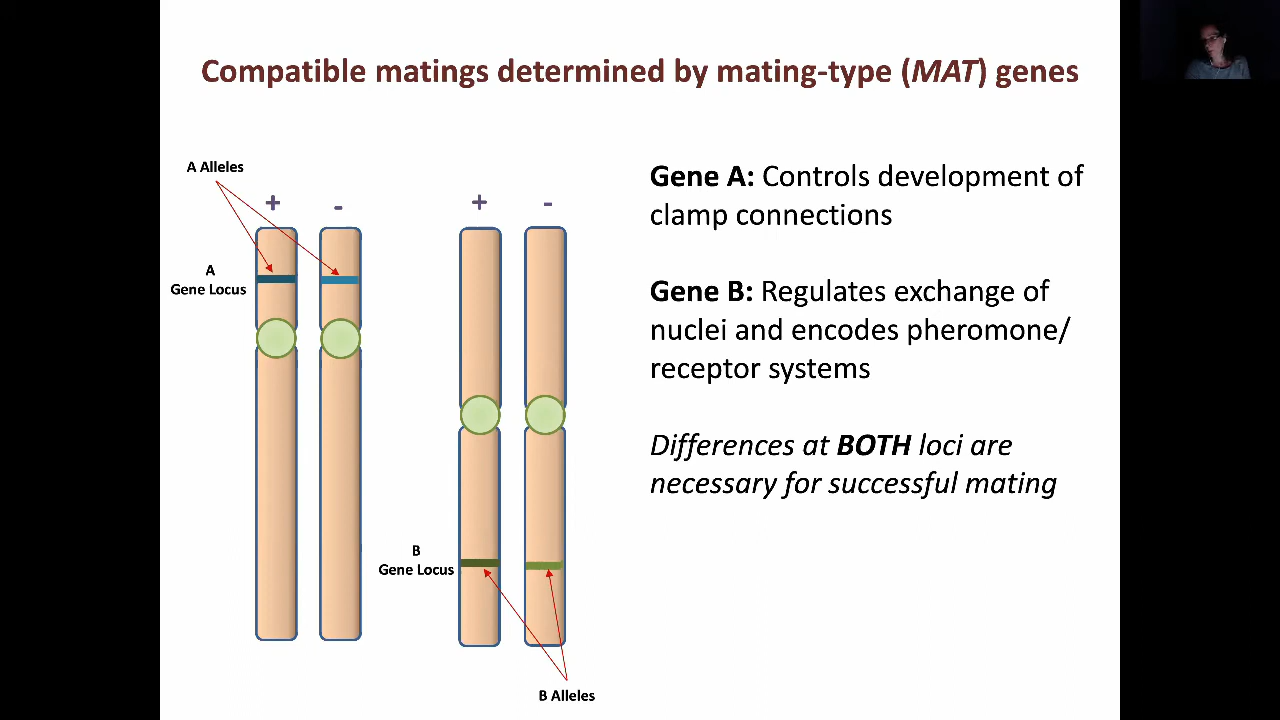 Compatible matings determined by mating-type (MAT) genes
A Alleles
+
-
+
-
A
Gene Locus
B
Gene Locus
B Alleles
Gene A: Controls development of
clamp connections
Gene B: Regulates exchange of
nuclei and encodes pheromone/
receptor systems
Differences at BOTH loci are
necessary for successful mating